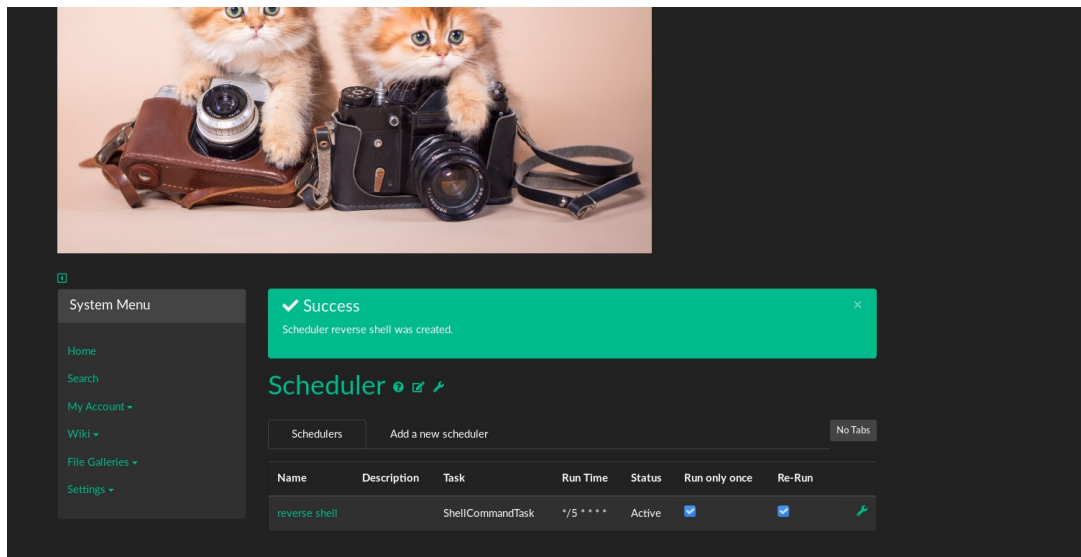 System Menu
Home
Search
My Account
Wiki
File Galleries
Settings
Success
×
Scheduler reverse shell was created.
Scheduler
Schedulers
Add a new scheduler
No Tabs
Name Description Task Run Time Status Run only once Re-Run
reverse shell ShellCommandTask */5 * * * * Active